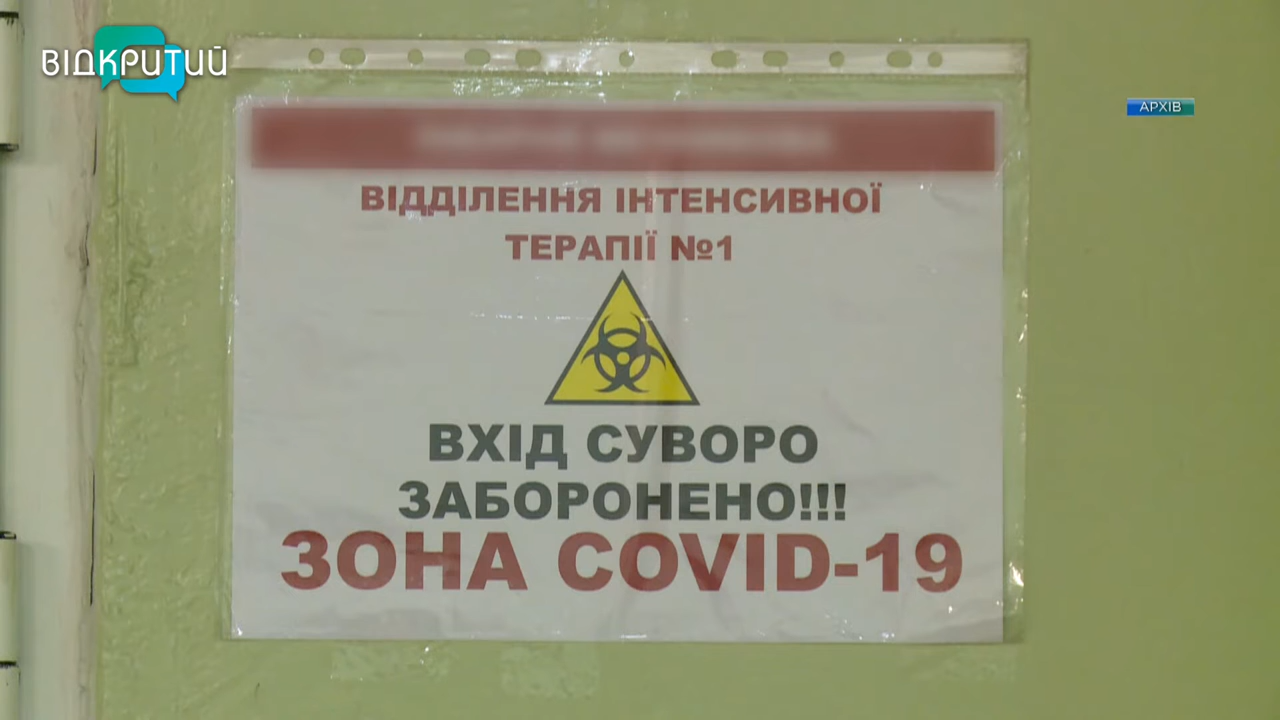 ВІДКРИТИЙ
АРХІВ
ВІДДІЛЕННЯ ІНТЕНСИВНОЇ
ТЕРАПІЇ №1
ВХІД СУВОРО
ЗАБОРОНЕНО!!!
ЗОНА COVID-19